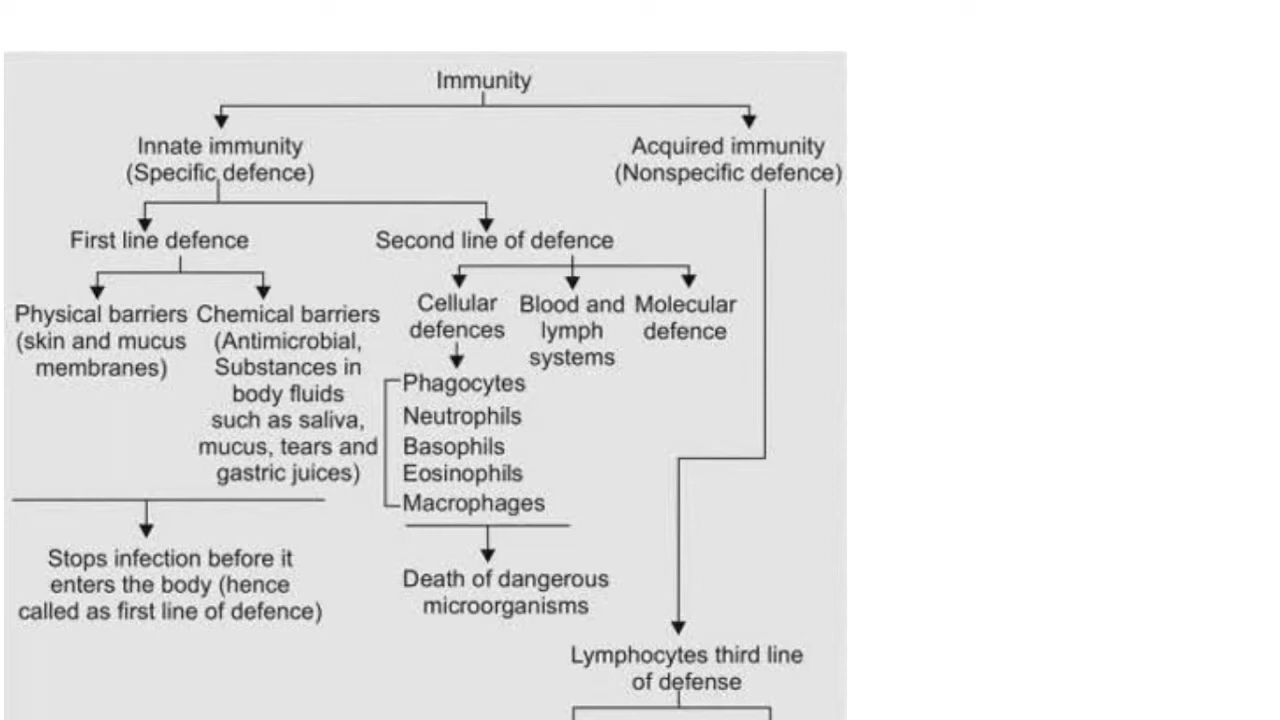 Immunity
Innate immunity
(Specific defence)
Acquired immunity
(Nonspecific defence)
First line defence
Second line of defence
Physical barriers
(skin and mucus
membranes)
Chemical barriers
(Antimicrobial,
Substances in
body fluids
such as saliva,
mucus, tears and
gastric juices)
Cellular
defences
Blood and
lymph
systems
Molecular
defence
Phagocytes
Neutrophils
Basophils
Eosinophils
Macrophages
Stops infection before it
enters the body (hence
called as first line of defence)
Death of dangerous
microorganisms
Lymphocytes third line
of defense